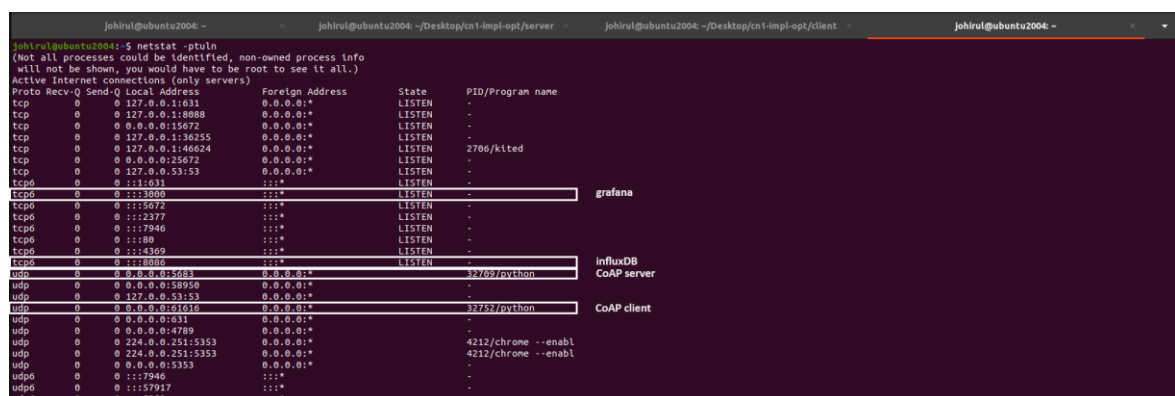 johirul@ubuntu2004: ~ × johirul@ubuntu2004: ~/Desktop/cn1-impl-opt/server × johirul@ubuntu2004: ~/Desktop/cn1-impl-opt/client × johirul@ubuntu2004: ~ ×
johirul@ubuntu2004:~$ netstat -ptuln
(Not all processes could be identified, non-owned process info
will not be shown, you would have to be root to see it all.)
Active Internet connections (only servers)
Proto Recv-Q Send-Q Local Address Foreign Address State PID/Program name
tcp 0 0 127.0.0.1:631 0.0.0.0:* LISTEN -
tcp 0 0 127.0.0.1:8088 0.0.0.0:* LISTEN -
tcp 0 0 0.0.0.0:15672 0.0.0.0:* LISTEN -
tcp 0 0 127.0.0.1:36255 0.0.0.0:* LISTEN -
tcp 0 0 127.0.0.1:46624 0.0.0.0:* LISTEN 2706/kited
tcp 0 0 0.0.0.0:25672 0.0.0.0:* LISTEN -
tcp 0 0 127.0.0.53:53 0.0.0.0:* LISTEN -
tcp6 0 0 ::1:631 :::* LISTEN -
tcp6 0 0 :::3000 :::* LISTEN - grafana
tcp6 0 0 :::5672 :::* LISTEN -
tcp6 0 0 :::2377 :::* LISTEN -
tcp6 0 0 :::7946 :::* LISTEN -
tcp6 0 0 :::80 :::* LISTEN -
tcp6 0 0 :::4369 :::* LISTEN -
tcp6 0 0 :::8086 :::* LISTEN - influxDB
udp 0 0 0.0.0.0:5683 0.0.0.0:* 32709/python CoAP server
udp 0 0 0.0.0.0:58950 0.0.0.0:* -
udp 0 0 127.0.0.53:53 0.0.0.0:* -
udp 0 0 0.0.0.0:61616 0.0.0.0:* 32752/python CoAP client
udp 0 0 0.0.0.0:631 0.0.0.0:* -
udp 0 0 0.0.0.0:4789 0.0.0.0:* -
udp 0 0 224.0.0.251:5353 0.0.0.0:* 4212/chrome --enabl
udp 0 0 224.0.0.251:5353 0.0.0.0:* 4212/chrome --enabl
udp 0 0 0.0.0.0:5353 0.0.0.0:* -
udp6 0 0 :::7946 :::* -
udp6 0 0 :::57917 :::* -